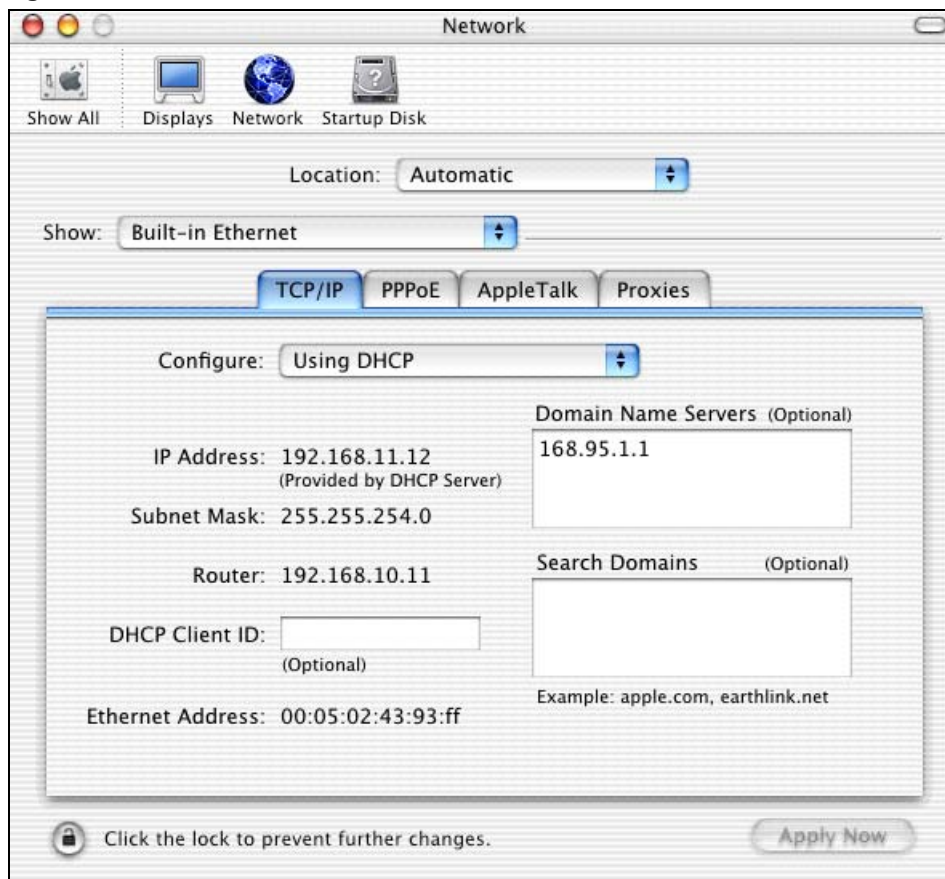 Network
Show All Displays Network Startup Disk
Location: Automatic
Show: Built-in Ethernet
TCP/IP PPPoE AppleTalk Proxies
Configure: Using DHCP
Domain Name Servers (Optional)
168.95.1.1
IP Address: 192.168.11.12
(Provided by DHCP Server)
Subnet Mask: 255.255.254.0
Router: 192.168.10.11
Search Domains (Optional)
DHCP Client ID:
(Optional)
Example: apple.com, earthlink.net
Ethernet Address: 00:05:02:43:93:ff
Click the lock to prevent further changes.
Apply Now